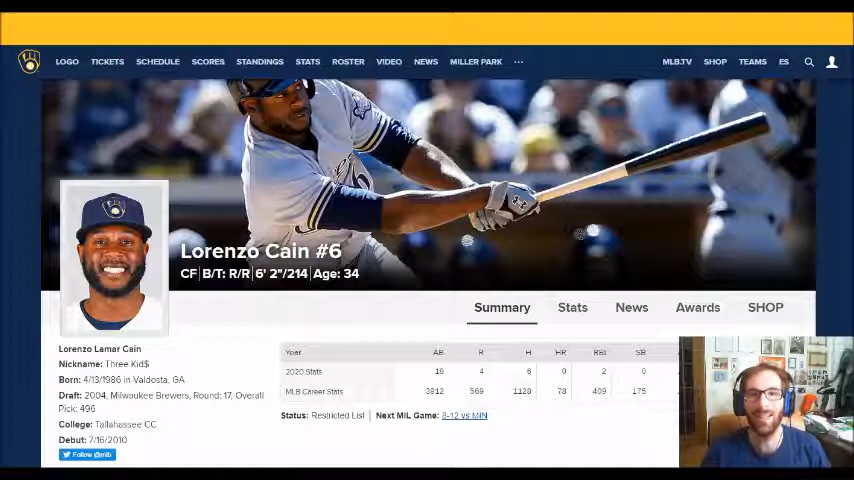 LOGO TICKETS SCHEDULE SCORES STANDINGS STATS ROSTER VIDEO NEWS MILLER PARK ··· MLB.TV SHOP TEAMS ES
Lorenzo Cain #6
CF B/T: R/R 6' 2"/214 Age: 34
Summary Stats News Awards SHOP
Lorenzo Lamar Cain
Nickname: Three Kid$
Born: 4/13/1986 in Valdosta, GA
Draft: 2004, Milwaukee Brewers, Round: 17, Overall
Pick: 496
College: Tallahassee CC
Debut: 7/16/2010
Follow @mlb
Year AB R H HR RBI SB
2020 Stats 18 4 6 0 2 0
MLB Career Stats 3912 569 1128 78 409 175
Status: Restricted List Next MIL Game: 8-12 vs MIN